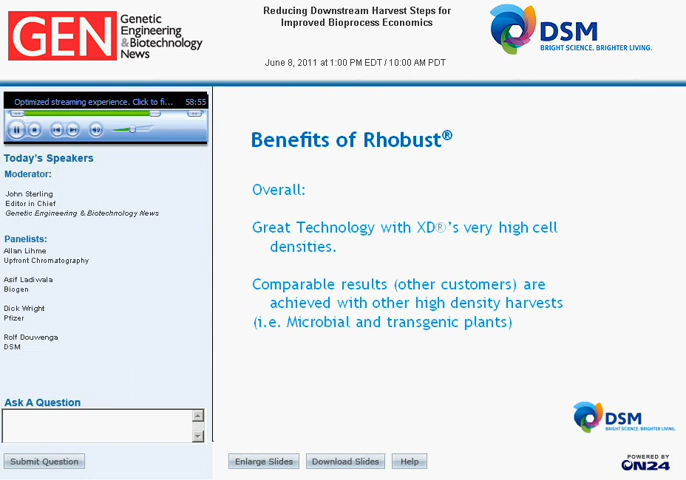 GEN Genetic
Engineering
& Biotechnology
News
Reducing Downstream Harvest Steps for
Improved Bioprocess Economics
June 8, 2011 at 1:00 PM EDT / 10:00 AM PDT
DSM
BRIGHT SCIENCE. BRIGHTER LIVING.
Optimized streaming experience. Click to fi... 58:55
Today's Speakers
Moderator:
John Sterling
Editor in Chief
Genetic Engineering & Biotechnology News
Panelists:
Allan Lihme
Upfront Chromatography
Asif Ladiwala
Biogen
Dick Wright
Pfizer
Rolf Douwenga
DSM
Ask A Question
Submit Question
Benefits of Rhobust®
Overall:
Great Technology with XD®'s very high cell
densities.
Comparable results (other customers) are
achieved with other high density harvests
(i.e. Microbial and transgenic plants)
DSM
BRIGHT SCIENCE. BRIGHTER LIVING.
Enlarge Slides Download Slides Help
POWERED BY
ON24